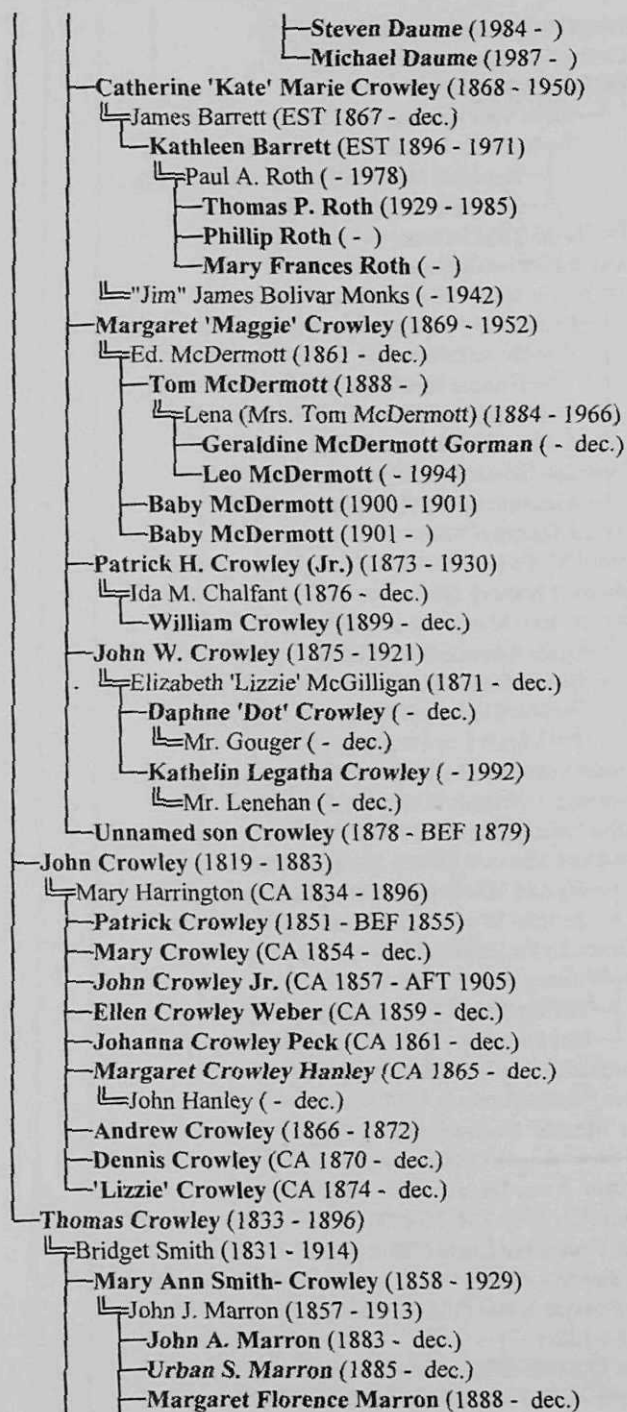 Steven Daume (1984 - )
Michael Daume (1987 - )
Catherine 'Kate' Marie Crowley (1868 - 1950)
James Barrett (EST 1867 - dec.)
Kathleen Barrett (EST 1896 - 1971)
Paul A. Roth ( - 1978)
Thomas P. Roth (1929 - 1985)
Phillip Roth ( - )
Mary Frances Roth ( - )
"Jim" James Bolivar Monks ( - 1942)
Margaret 'Maggie' Crowley (1869 - 1952)
Ed. McDermott (1861 - dec.)
Tom McDermott (1888 - )
Lena (Mrs. Tom McDermott) (1884 - 1966)
Geraldine McDermott Gorman ( - dec.)
Leo McDermott ( - 1994)
Baby McDermott (1900 - 1901)
Baby McDermott (1901 - )
Patrick H. Crowley (Jr.) (1873 - 1930)
Ida M. Chalfant (1876 - dec.)
William Crowley (1899 - dec.)
John W. Crowley (1875 - 1921)
Elizabeth 'Lizzie' McGilligan (1871 - dec.)
Daphne 'Dot' Crowley ( - dec.)
Mr. Gouger ( - dec.)
Kathelin Legatha Crowley ( - 1992)
Mr. Lenehan ( - dec.)
Unnamed son Crowley (1878 - BEF 1879)
John Crowley (1819 - 1883)
Mary Harrington (CA 1834 - 1896)
Patrick Crowley (1851 - BEF 1855)
Mary Crowley (CA 1854 - dec.)
John Crowley Jr. (CA 1857 - AFT 1905)
Ellen Crowley Weber (CA 1859 - dec.)
Johanna Crowley Peck (CA 1861 - dec.)
Margaret Crowley Hanley (CA 1865 - dec.)
John Hanley ( - dec.)
Andrew Crowley (1866 - 1872)
Dennis Crowley (CA 1870 - dec.)
'Lizzie' Crowley (CA 1874 - dec.)
Thomas Crowley (1833 - 1896)
Bridget Smith (1831 - 1914)
Mary Ann Smith- Crowley (1858 - 1929)
John J. Marron (1857 - 1913)
John A. Marron (1883 - dec.)
Urban S. Marron (1885 - dec.)
Margaret Florence Marron (1888 - dec.)